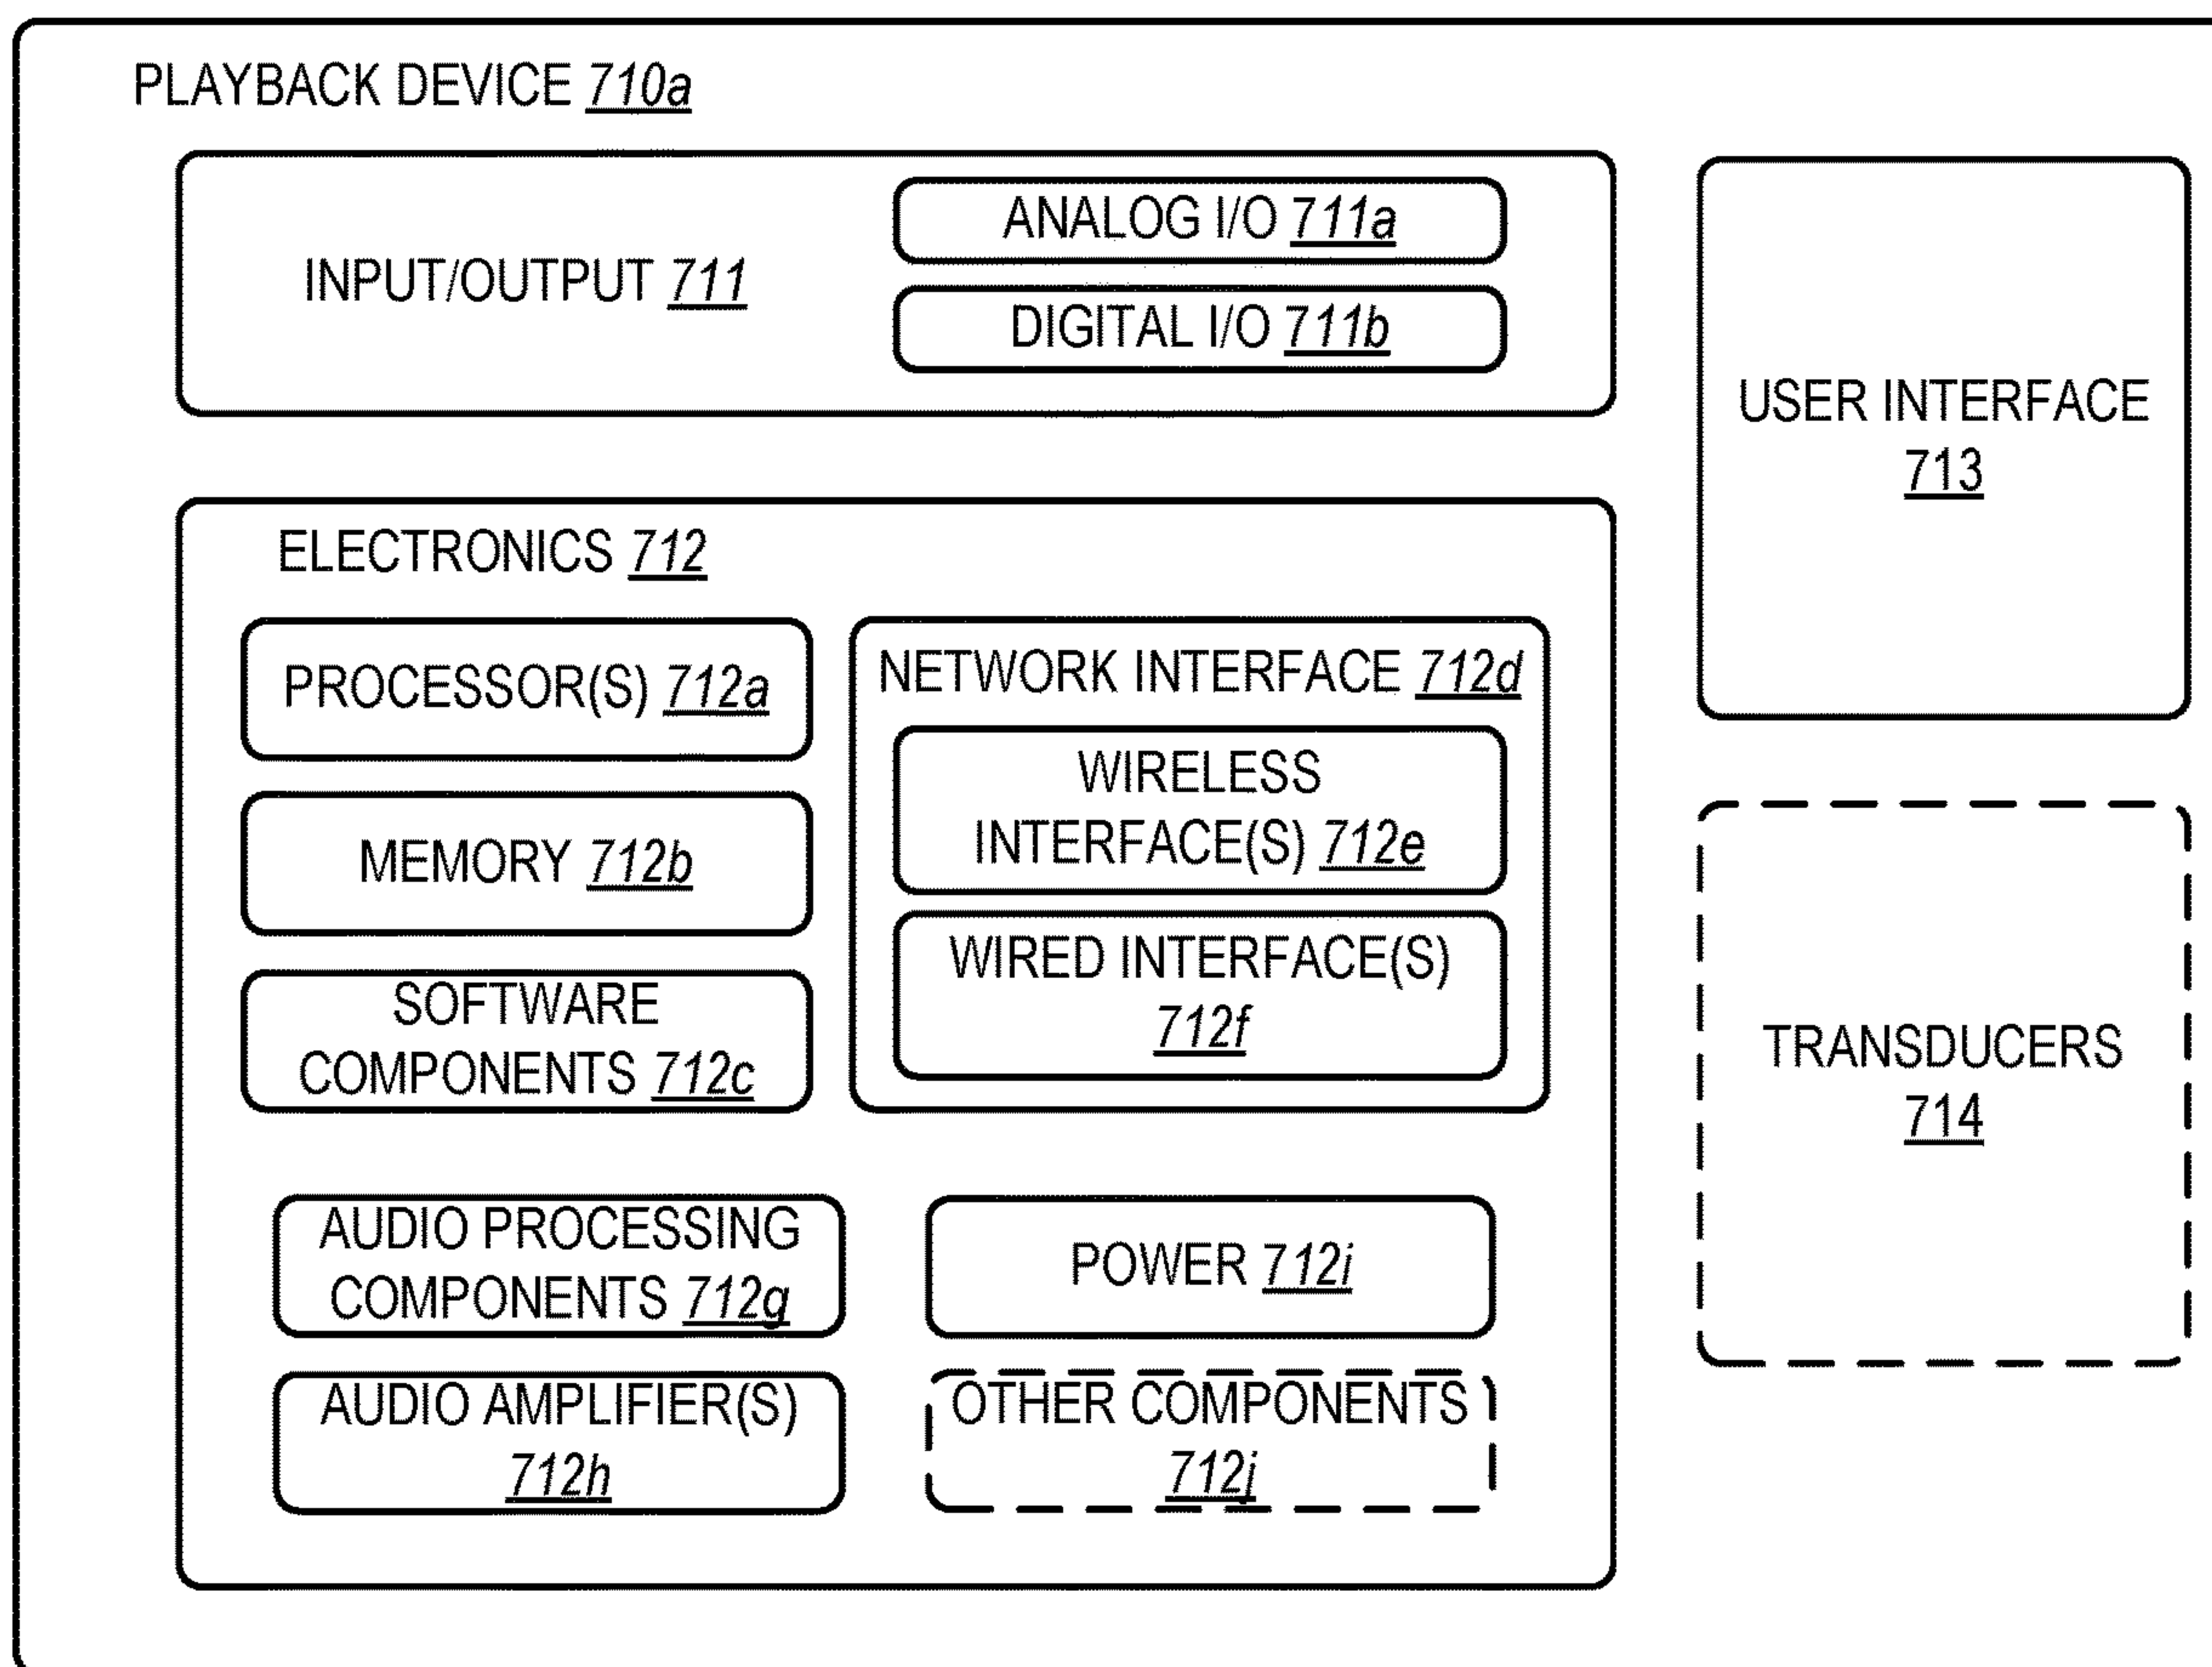 PLAYBACK DEVICE 710a
INPUT/OUTPUT 711
ANALOG I/O 711a
DIGITAL I/O 711b
USER INTERFACE
713
ELECTRONICS 712
PROCESSOR(S) 712a
MEMORY 712b
SOFTWARE
COMPONENTS 712c
NETWORK INTERFACE 712d
WIRELESS
INTERFACE(S) 712e
WIRED INTERFACE(S)
712f
AUDIO PROCESSING
COMPONENTS 712g
AUDIO AMPLIFIER(S)
712h
POWER 712i
OTHER COMPONENTS
712j
TRANSDUCERS
714